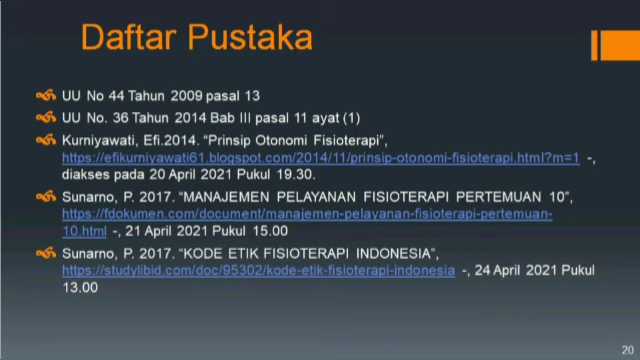 Daftar Pustaka
UU No 44 Tahun 2009 pasal 13
UU No. 36 Tahun 2014 Bab III pasal 11 ayat (1)
Kurniyawati, Efi.2014. “Prinsip Otonomi Fisioterapi”,
https://efikurniyawati61.blogspot.com/2014/11/prinsip-otonomi-fisioterapi.html?m=1 -,
diakses pada 20 April 2021 Pukul 19.30.
Sunarno, P. 2017. “MANAJEMEN PELAYANAN FISIOTERAPI PERTEMUAN 10”,
https://fdokumen.com/document/manajemen-pelayanan-fisioterapi-pertemuan-
10.html -, 21 April 2021 Pukul 15.00
Sunarno, P. 2017. “KODE ETIK FISIOTERAPI INDONESIA”,
https://studylibid.com/doc/95302/kode-etik-fisioterapi-indonesia -, 24 April 2021 Pukul
13.00
20